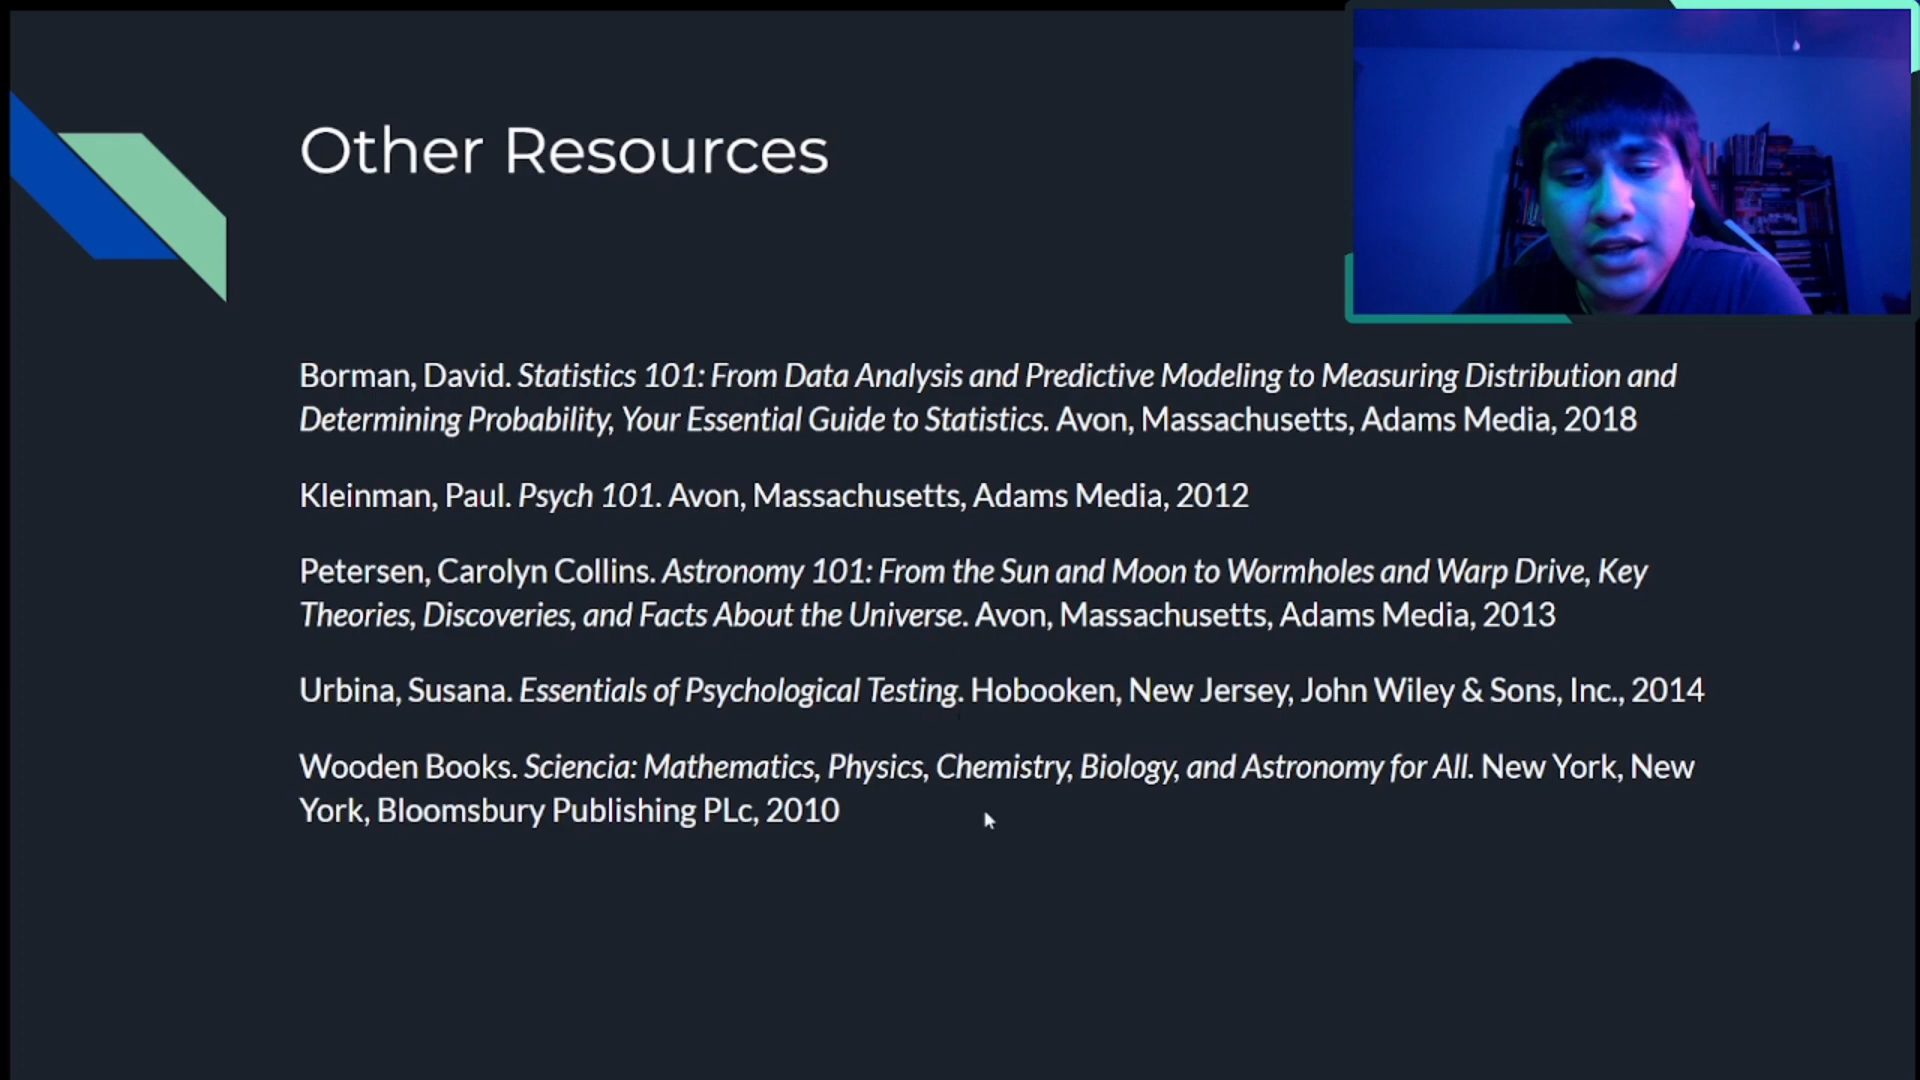 Other Resources
Borman, David. Statistics 101: From Data Analysis and Predictive Modeling to Measuring Distribution and
Determining Probability, Your Essential Guide to Statistics. Avon, Massachusetts, Adams Media, 2018
Kleinman, Paul. Psych 101. Avon, Massachusetts, Adams Media, 2012
Petersen, Carolyn Collins. Astronomy 101: From the Sun and Moon to Wormholes and Warp Drive, Key
Theories, Discoveries, and Facts About the Universe. Avon, Massachusetts, Adams Media, 2013
Urbina, Susana. Essentials of Psychological Testing. Hobooken, New Jersey, John Wiley & Sons, Inc., 2014
Wooden Books. Sciencia: Mathematics, Physics, Chemistry, Biology, and Astronomy for All. New York, New
York, Bloomsbury Publishing PLc, 2010